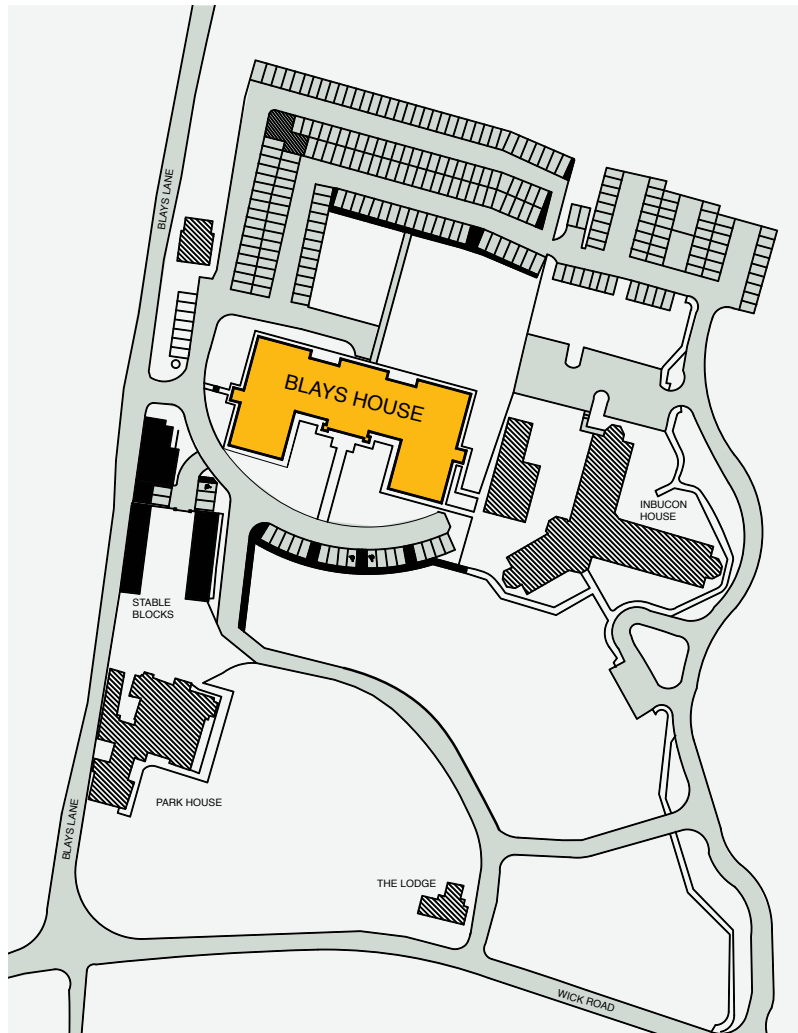 BLAYS LANE
BLAYS HOUSE
INBUCON
HOUSE
STABLE
BLOCKS
PARK HOUSE
BLAYS LANE
THE LODGE
WICK ROAD